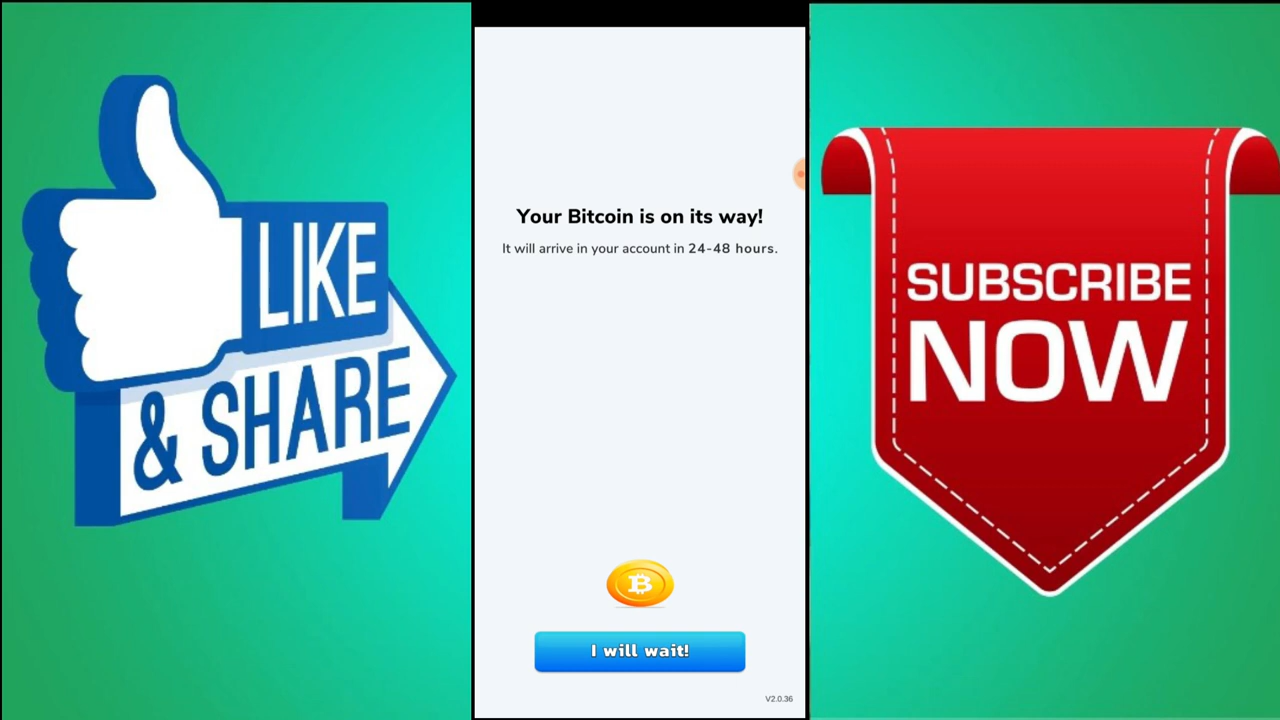 LIKE
& SHARE
Your Bitcoin is on its way!
It will arrive in your account in 24-48 hours.
B
I will wait!
V2.0.36
SUBSCRIBE
NOW